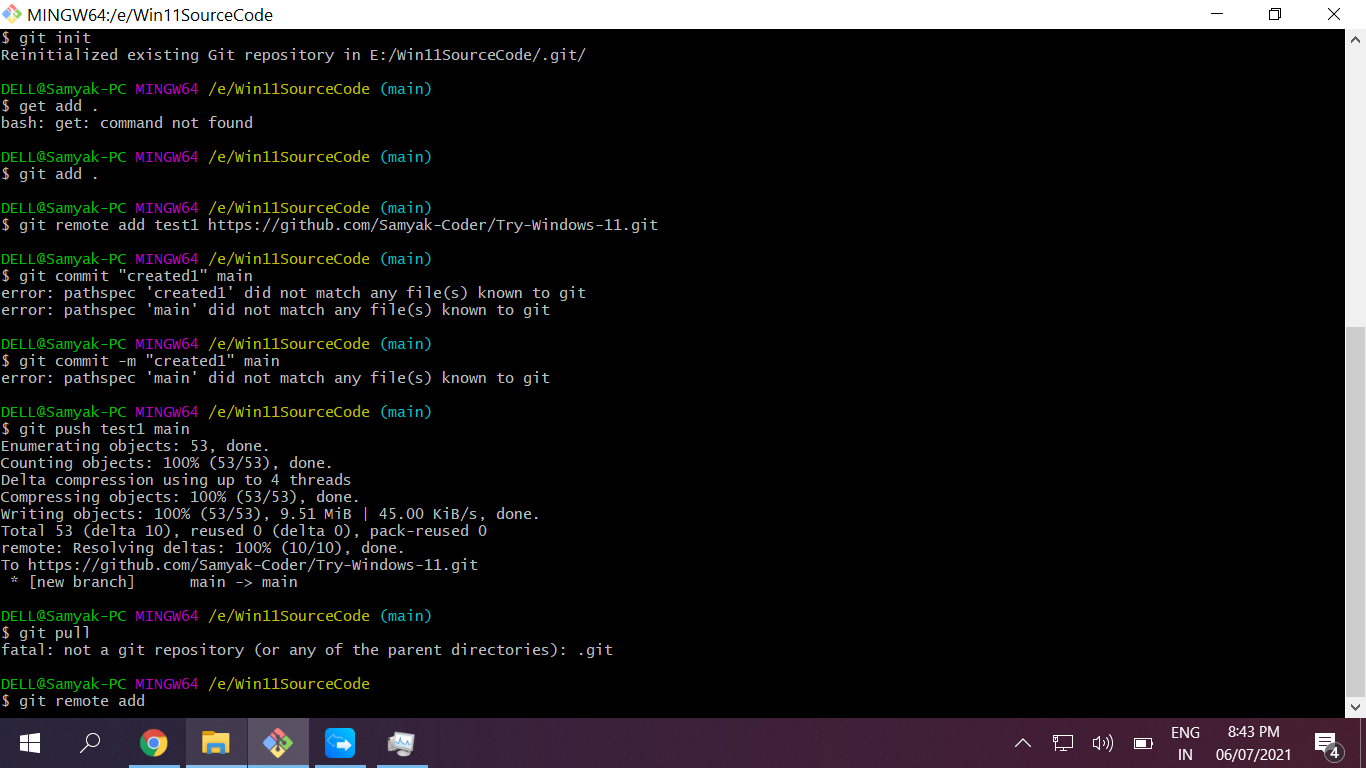 MINGW64:/e/Win11SourceCode
$ git init
Reinitialized existing Git repository in E:/Win11SourceCode/.git/
DELL@Samyak-PC MINGW64 /e/Win11SourceCode (main)
$ get add .
bash: get: command not found
DELL@Samyak-PC MINGW64 /e/Win11SourceCode (main)
$ git add .
DELL@Samyak-PC MINGW64 /e/Win11SourceCode (main)
$ git remote add test1 https://github.com/Samyak-Coder/Try-Windows-11.git
DELL@Samyak-PC MINGW64 /e/Win11SourceCode (main)
$ git commit "created1" main
error: pathspec 'created1' did not match any file(s) known to git
error: pathspec 'main' did not match any file(s) known to git
DELL@Samyak-PC MINGW64 /e/Win11SourceCode (main)
$ git commit -m "created1" main
error: pathspec 'main' did not match any file(s) known to git
DELL@Samyak-PC MINGW64 /e/Win11SourceCode (main)
$ git push test1 main
Enumerating objects: 53, done.
Counting objects: 100% (53/53), done.
Delta compression using up to 4 threads
Compressing objects: 100% (53/53), done.
Writing objects: 100% (53/53), 9.51 MiB | 45.00 KiB/s, done.
Total 53 (delta 10), reused 0 (delta 0), pack-reused 0
remote: Resolving deltas: 100% (10/10), done.
To https://github.com/Samyak-Coder/Try-Windows-11.git
 * [new branch]      main -> main
DELL@Samyak-PC MINGW64 /e/Win11SourceCode (main)
$ git pull
fatal: not a git repository (or any of the parent directories): .git
DELL@Samyak-PC MINGW64 /e/Win11SourceCode
$ git remote add
ENG
IN
8:43 PM
06/07/2021
4